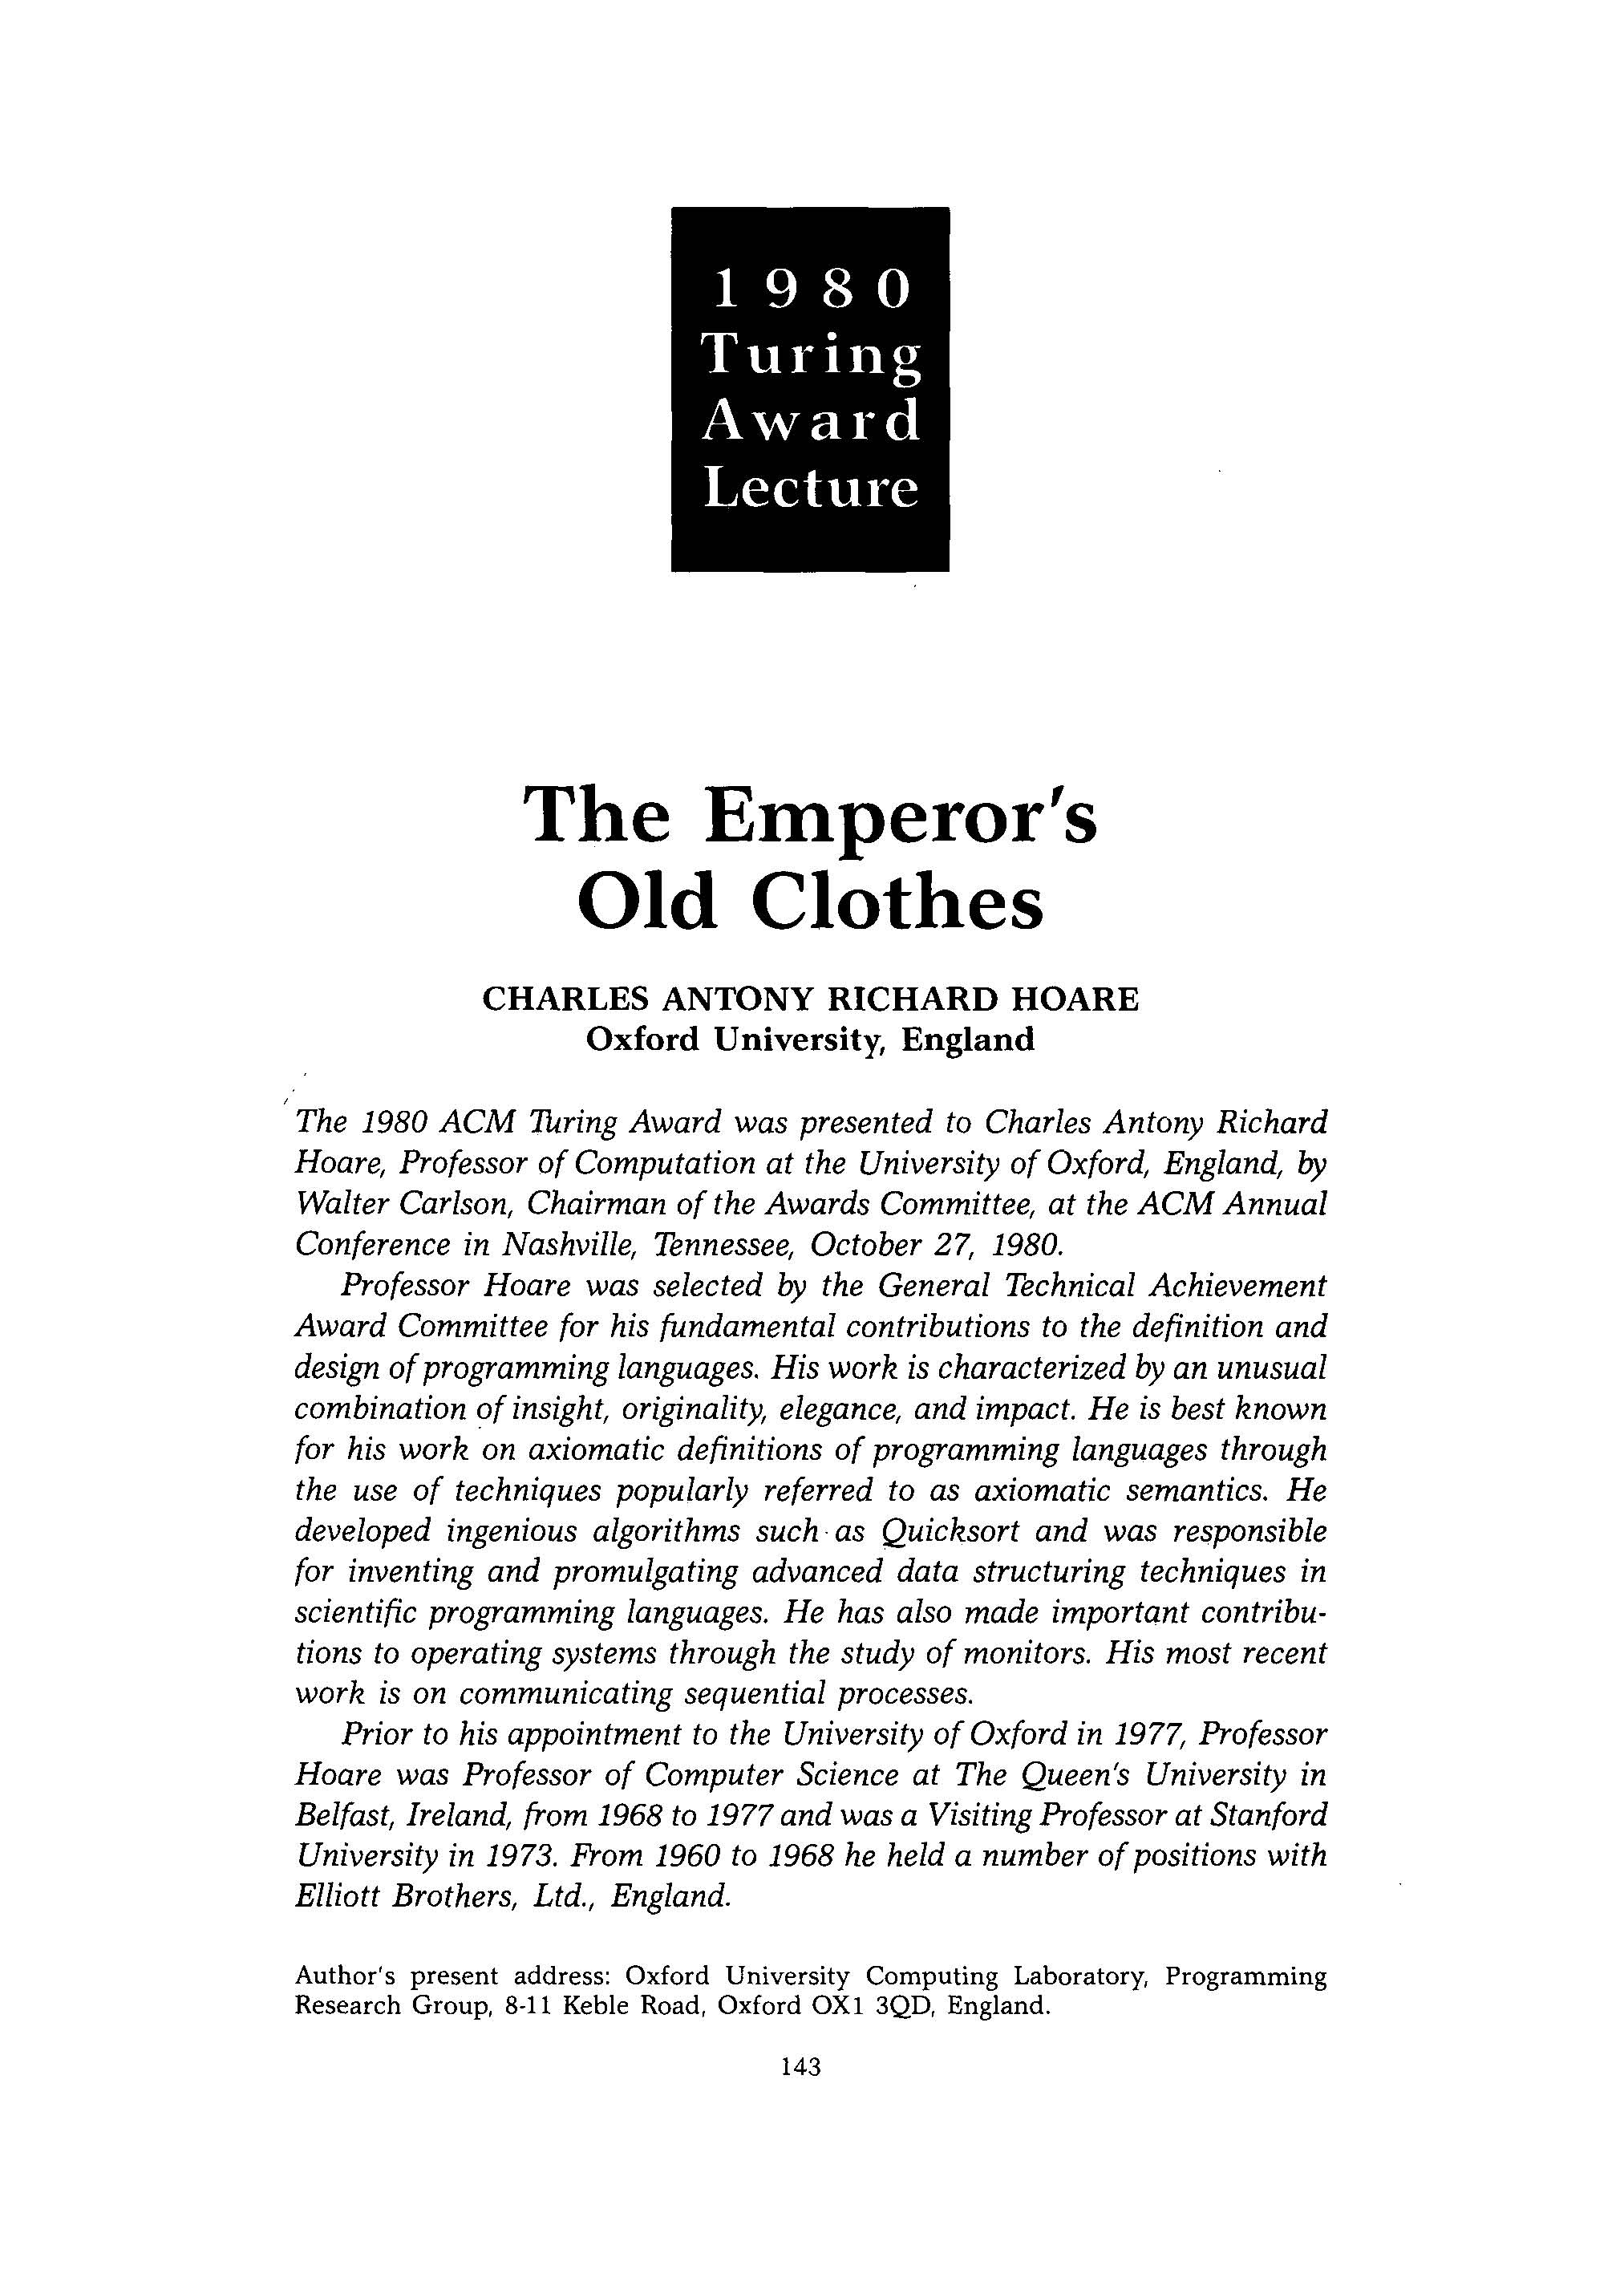 1980
Turing
Award
Lecture
The Emperor's
Old Clothes
CHARLES ANTONY RICHARD HOARE
Oxford University, England
The 1980 ACM Turing Award was presented to Charles Antony Richard
Hoare, Professor of Computation at the University of Oxford, England, by
Walter Carlson, Chairman of the Awards Committee, at the ACM Annual
Conference in Nashville, Tennessee, October 27, 1980.
Professor Hoare was selected by the General Technical Achievement
Award Committee for his fundamental contributions to the definition and
design of programming languages. His work is characterized by an unusual
combination of insight, originality, elegance, and impact. He is best known
for his work on axiomatic definitions of programming languages through
the use of techniques popularly referred to as axiomatic semantics. He
developed ingenious algorithms such as Quicksort and was responsible
for inventing and promulgating advanced data structuring techniques in
scientific programming languages. He has also made important contribu-
tions to operating systems through the study of monitors. His most recent
work is on communicating sequential processes.
Prior to his appointment to the University of Oxford in 1977, Professor
Hoare was Professor of Computer Science at The Queen's University in
Belfast, Ireland, from 1968 to 1977 and was a Visiting Professor at Stanford
University in 1973. From 1960 to 1968 he held a number of positions with
Elliott Brothers, Ltd., England.
Author's present address: Oxford University Computing Laboratory, Programming
Research Group, 8-11 Keble Road, Oxford OX1 3QD, England.
143